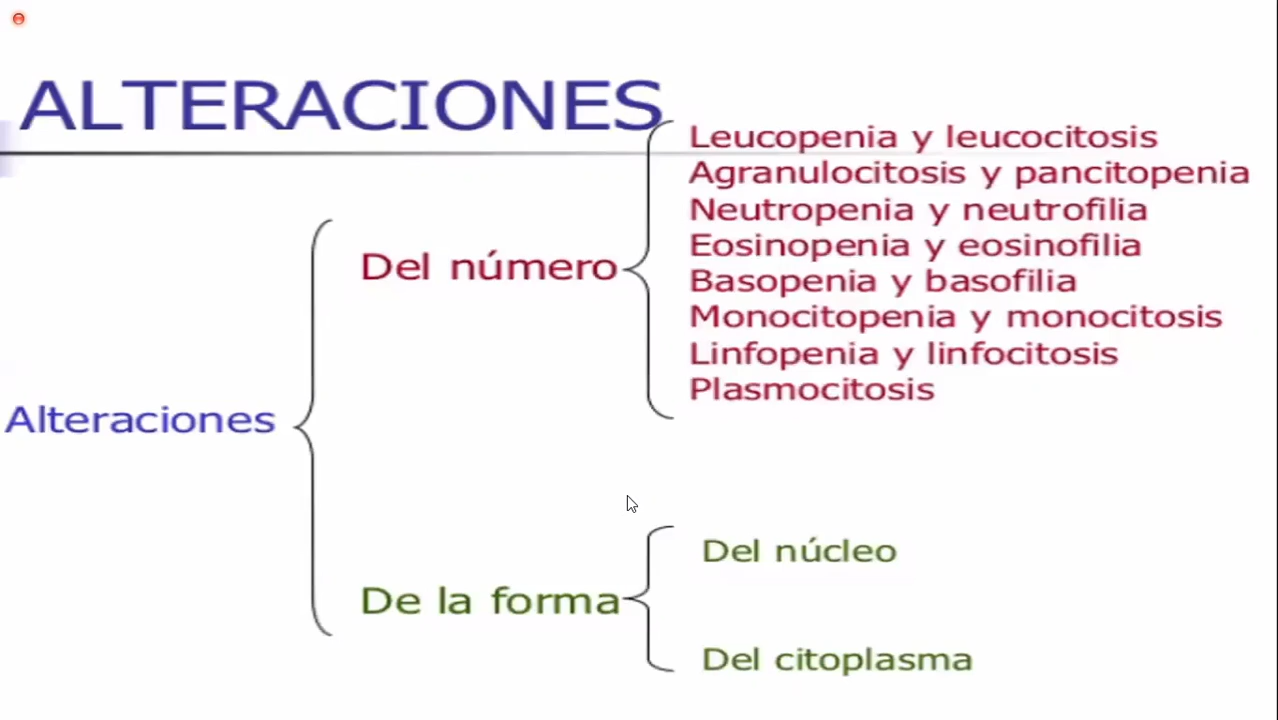 ALTERACIONES
Alteraciones
Del número
Leucopenia y leucocitosis
Agranulocitosis y pancitopenia
Neutropenia y neutrofilia
Eosinopenia y eosinofilia
Basopenia y basofilia
Monocitopenia y monocitosis
Linfopenia y linfocitosis
Plasmocitosis
De la forma
Del núcleo
Del citoplasma